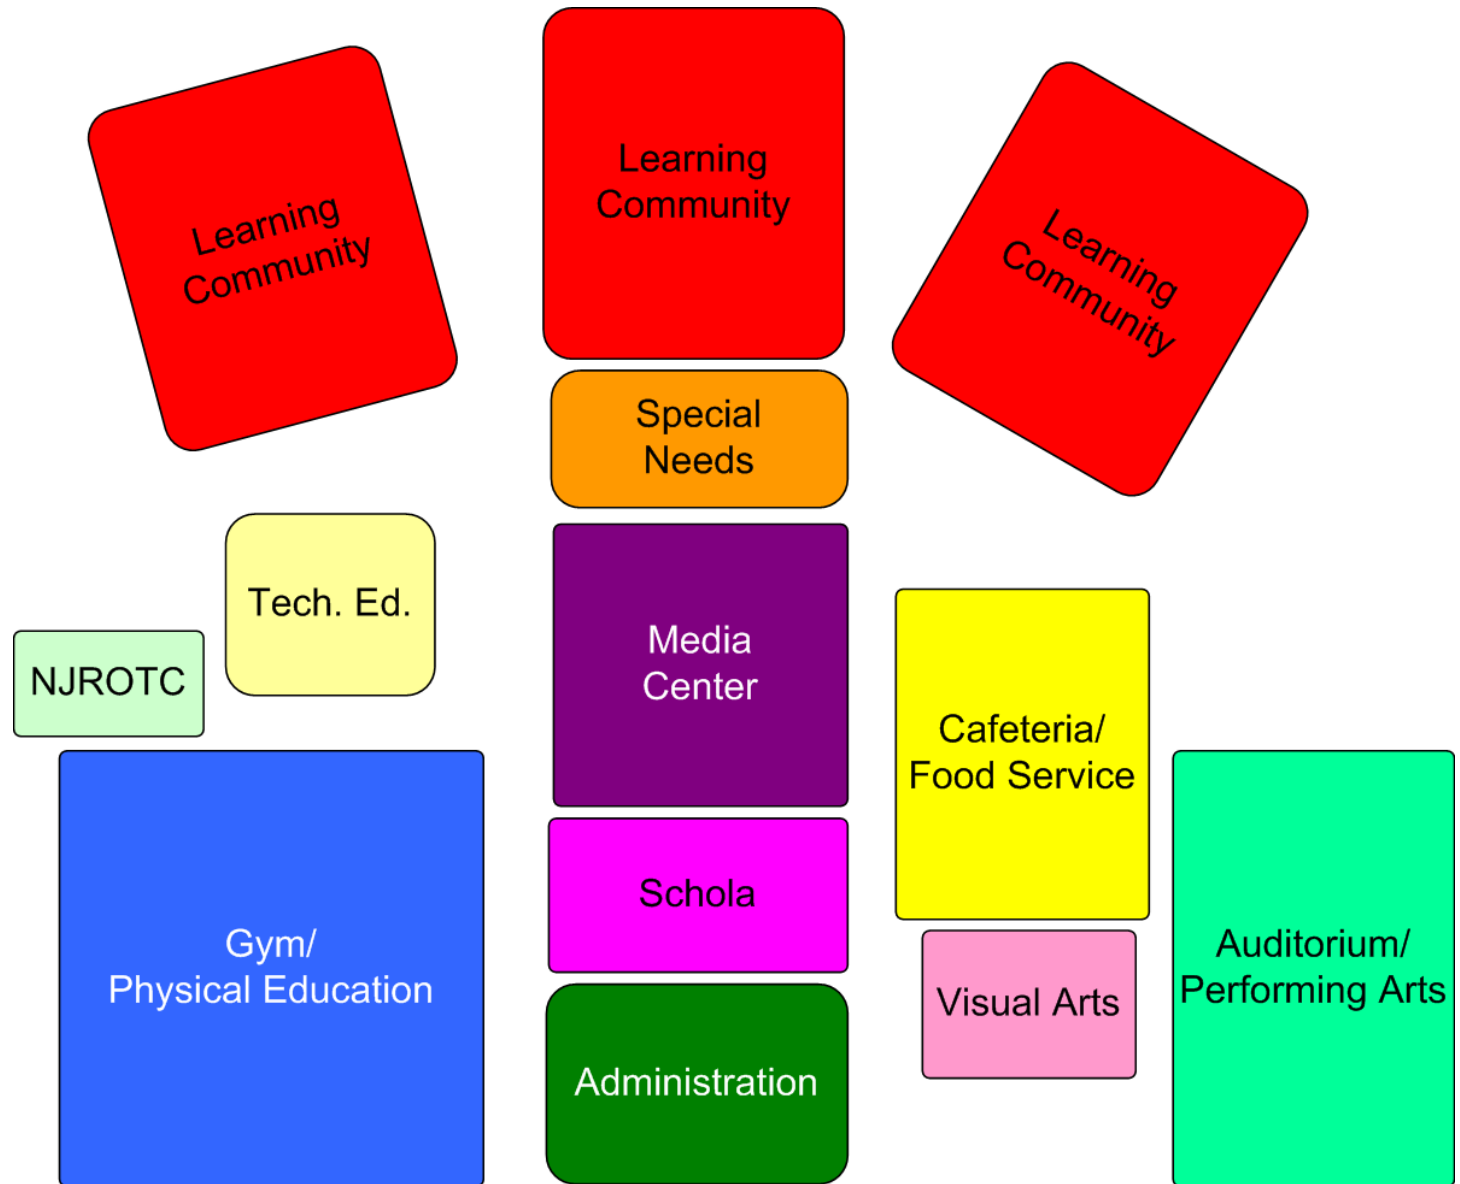 Learning
Community
Learning
Community
Learning
Community
Special
Needs
Tech. Ed.
NJROTC
Media
Center
Cafeteria/
Food Service
Schola
Gym/
Physical Education
Visual Arts
Auditorium/
Performing Arts
Administration